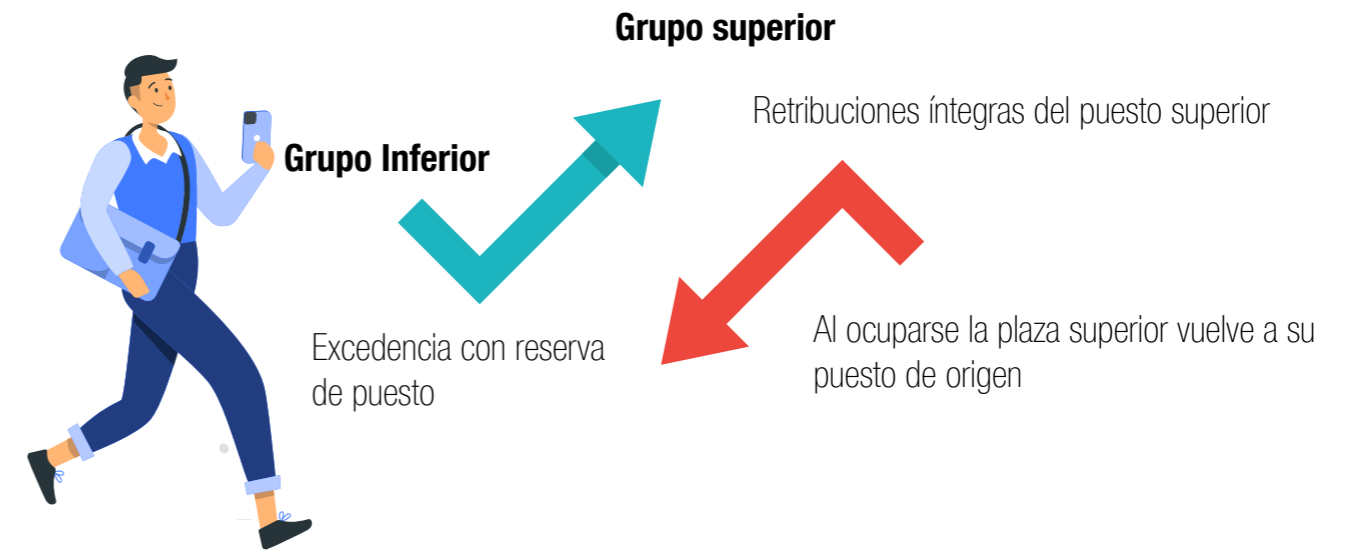 Grupo superior
Retribuciones íntegras del puesto superior
Grupo Inferior
Excedencia con reserva
de puesto
Al ocuparse la plaza superior vuelve a su
puesto de origen